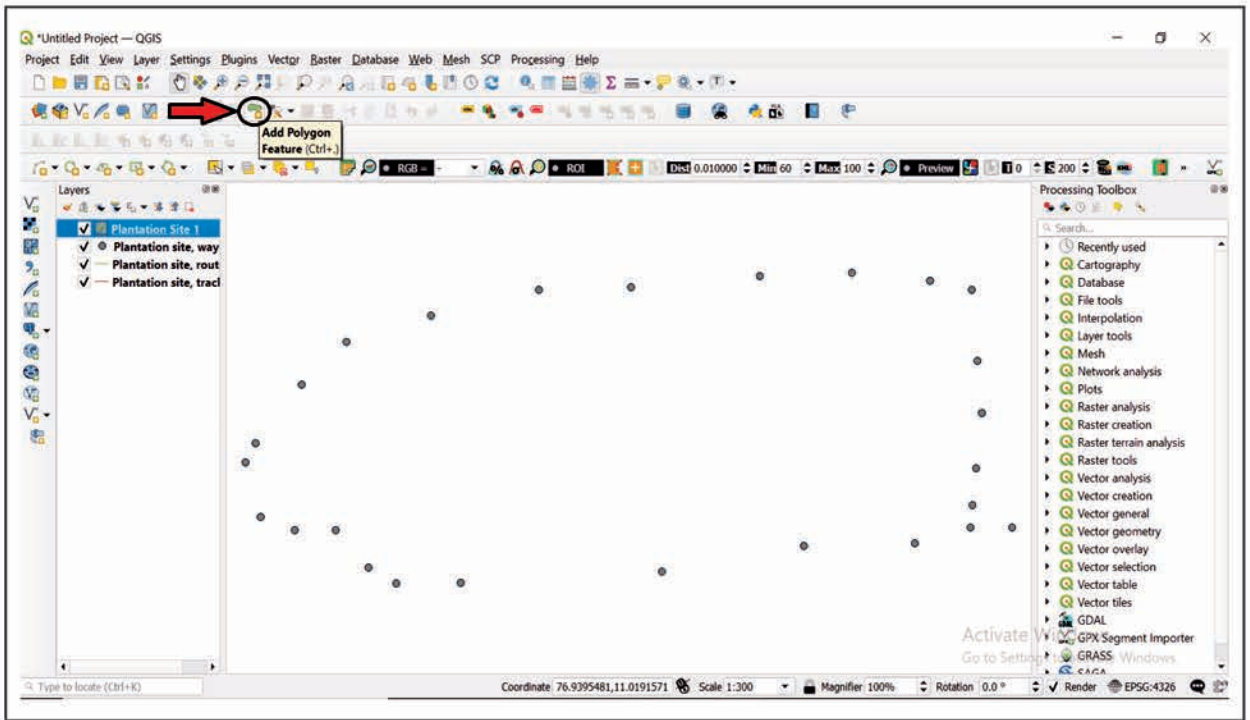 *Untitled Project — QGIS
Project Edit View Layer Settings Plugins Vector Raster Database Web Mesh SCP Processing Help
Add Polygon
Feature (Ctrl+.)
RGB = -
ROI
Dist 0.010000 Min 60 Max 100 Preview T 0 S 200
Layers
Plantation Site 1
Plantation site, way
Plantation site, rout
Plantation site, tracl
Processing Toolbox
Search...
Recently used
Cartography
Database
File tools
Interpolation
Layer tools
Mesh
Network analysis
Plots
Raster analysis
Raster creation
Raster terrain analysis
Raster tools
Vector analysis
Vector creation
Vector general
Vector geometry
Vector overlay
Vector selection
Vector table
Vector tiles
GDAL
GPX Segment Importer
GRASS
SAGA
Activate Windows
Go to Settings to activate Windows.
Type to locate (Ctrl+K)
Coordinate 76.9395481,11.0191571 Scale 1:300 Magnifier 100% Rotation 0.0 ° Render EPSG:4326